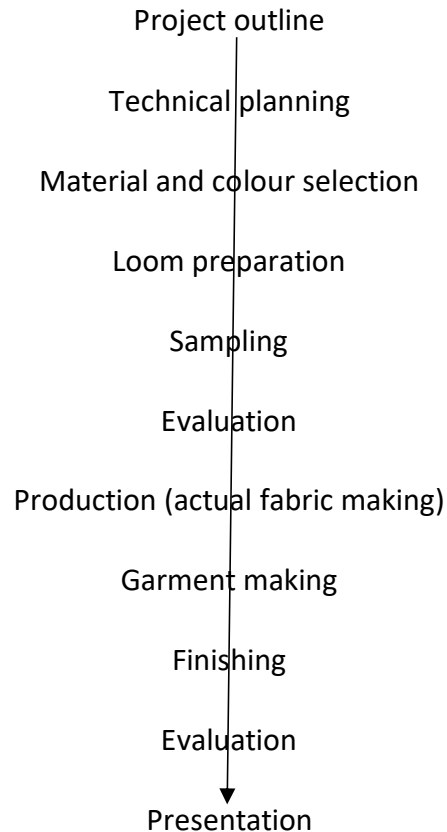 Project outline
Technical planning
Material and colour selection
Loom preparation
Sampling
Evaluation
Production (actual fabric making)
Garment making
Finishing
Evaluation
Presentation